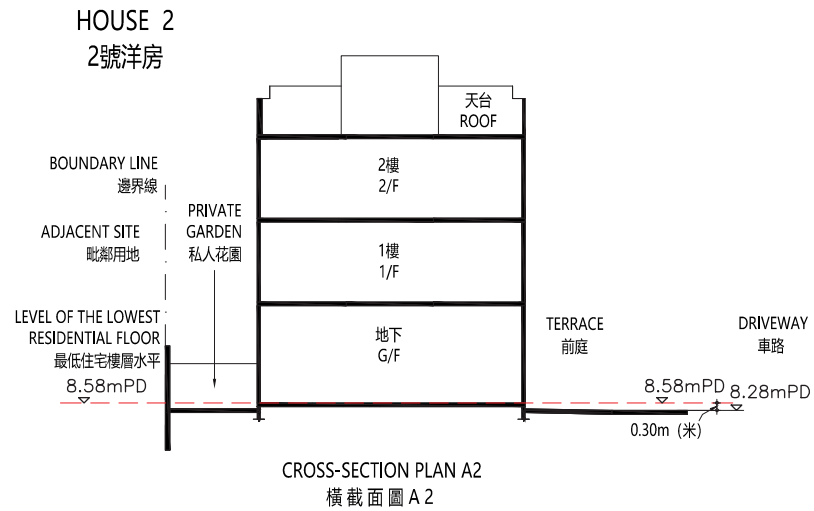 HOUSE 2
2號洋房
天台
ROOF
BOUNDARY LINE
邊界線
2樓
2/F
PRIVATE
GARDEN
私人花園
ADJACENT SITE
毗鄰用地
1樓
1/F
LEVEL OF THE LOWEST
RESIDENTIAL FLOOR
最低住宅樓層水平
8.58mPD
地下
G/F
TERRACE
前庭
DRIVEWAY
車路
8.58mPD
8.28mPD
0.30m (米)
CROSS-SECTION PLAN A2
橫截面圖 A 2